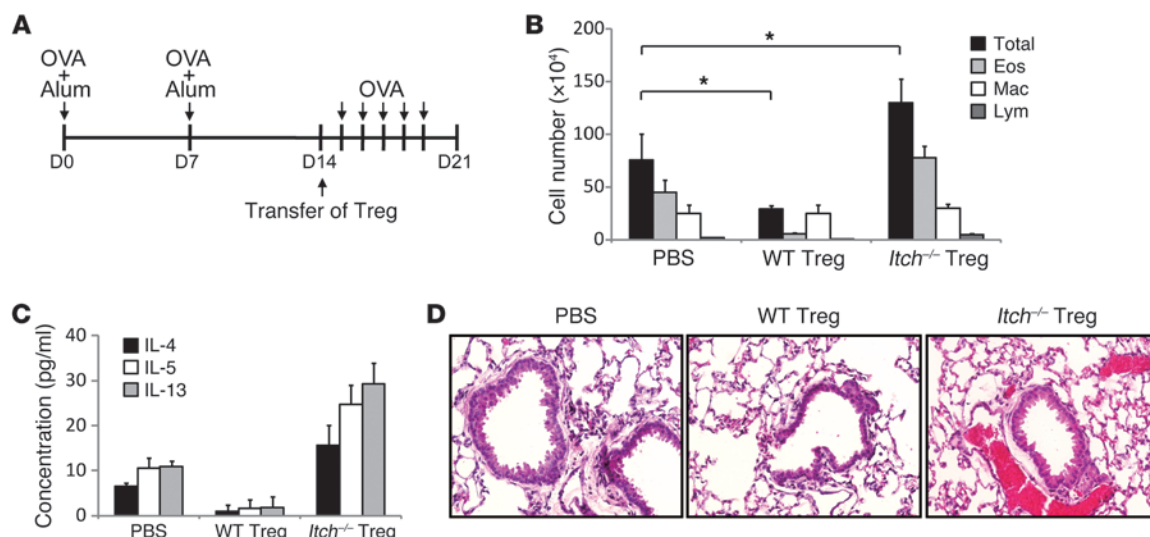 A
OVA
+
Alum
OVA
+
Alum
OVA
D0
D7
D14
D21
Transfer of Treg
B
Cell number (×10⁴)
200
150
100
50
0
*
*
Total
Eos
Mac
Lym
PBS
WT Treg
Itch⁻/⁻ Treg
C
Concentration (pg/ml)
40
30
20
10
0
IL-4
IL-5
IL-13
PBS
WT Treg
Itch⁻/⁻ Treg
D
PBS
WT Treg
Itch⁻/⁻ Treg